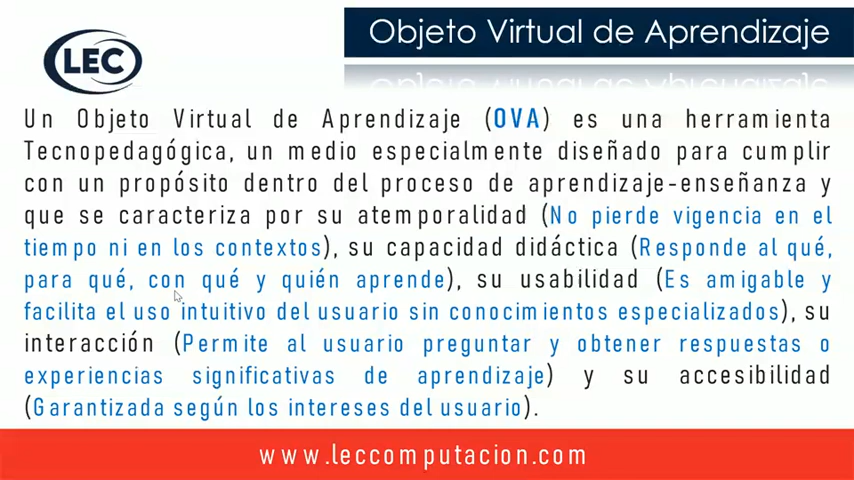 LEC
Objeto Virtual de Aprendizaje
Un Objeto Virtual de Aprendizaje (OVA) es una herramienta
Tecnopedagógica, un medio especialmente diseñado para cumplir
con un propósito dentro del proceso de aprendizaje-enseñanza y
que se caracteriza por su atemporalidad (No pierde vigencia en el
tiempo ni en los contextos), su capacidad didáctica (Responde al qué,
para qué, con qué y quién aprende), su usabilidad (Es amigable y
facilita el uso intuitivo del usuario sin conocimientos especializados), su
interacción (Permite al usuario preguntar y obtener respuestas o
experiencias significativas de aprendizaje) y su accesibilidad
(Garantizada según los intereses del usuario).
www.leccomputacion.com